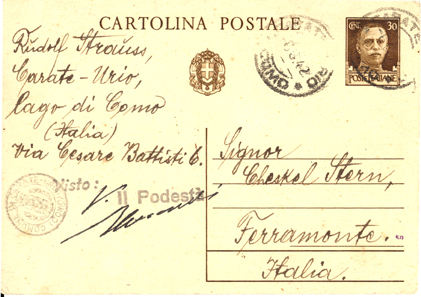 CARTOLINA POSTALE
CENT. 30
POSTE ITALIANE
Rudolf Strauss,
Carate-Urio,
Lago di Como
(Italia)
Via Cesare Battisti 6.
Visto:
Il Podestà
Signor
Cheskel Stern,
Ferramonte.
Italia.